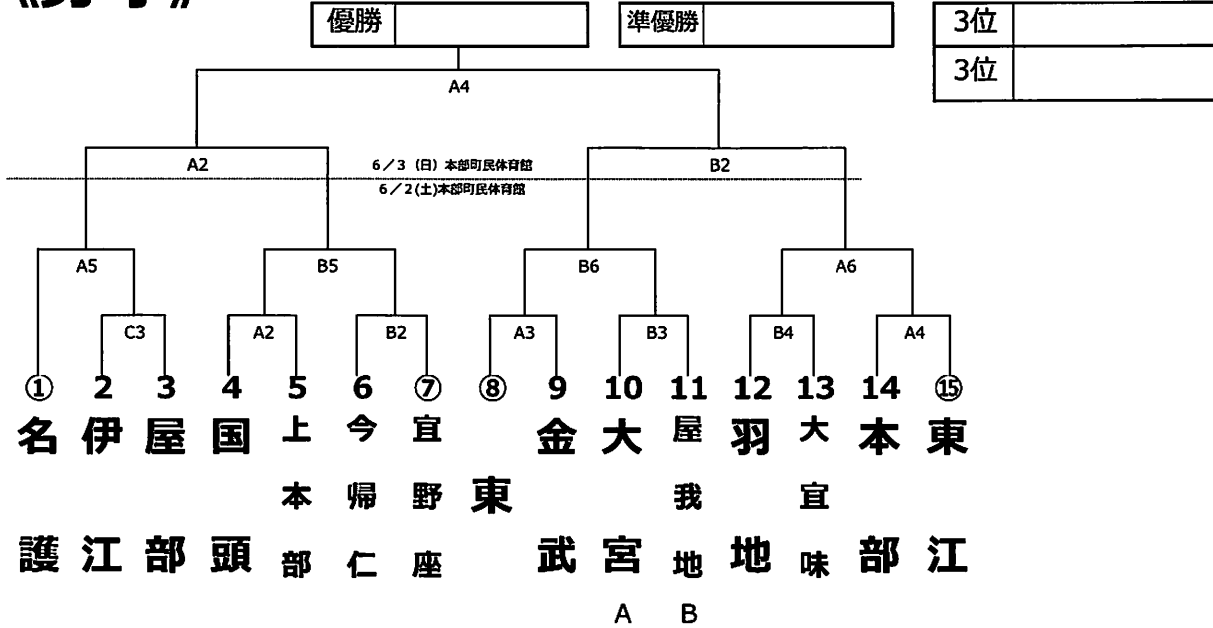 優勝
準優勝
3位
3位
A4
A2
6/3 (日) 本部町民体育館
B2
6/2(土)本部町民体育館
A5
B5
B6
A6
C3
A2
B2
A3
B3
B4
A4
① 2 3 4 5 6 ⑦ ⑧ 9 10 11 12 13 14 ⑮
名護
伊江
屋部
国頭
上本部
今帰仁
宜野座
東
金武
大宮
A
屋我地
B
羽地
大宜味
本部
東江